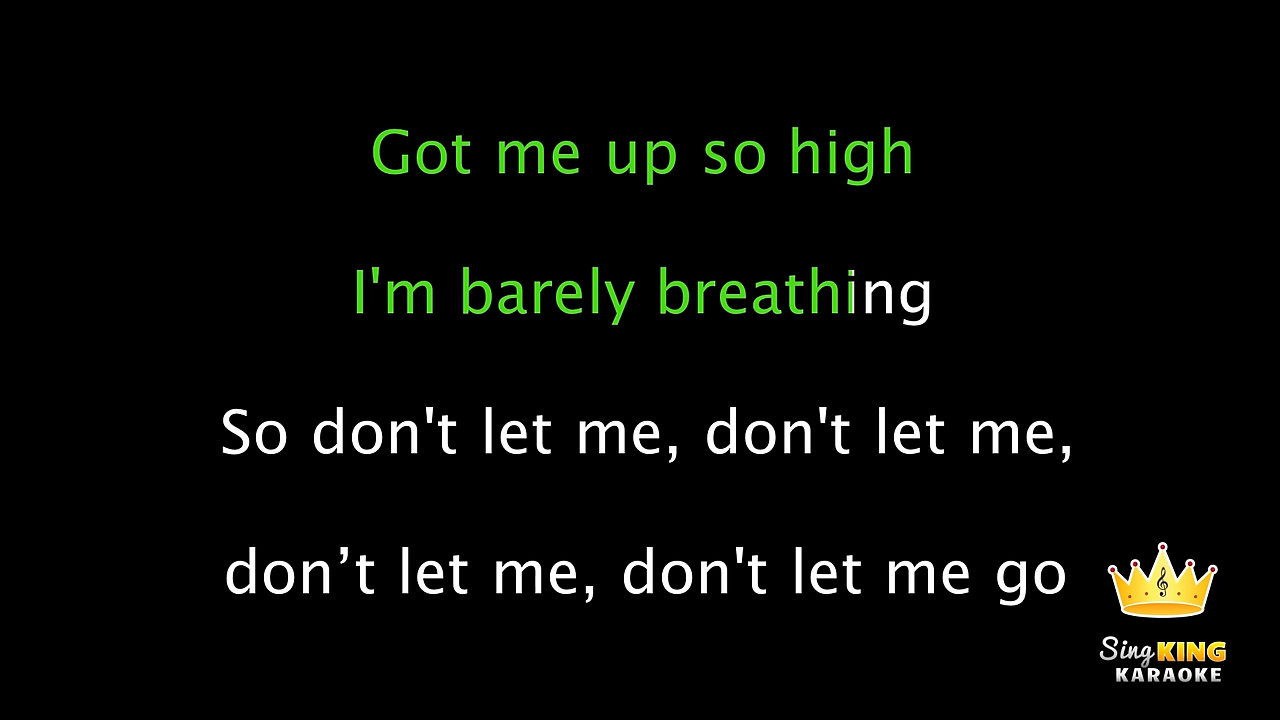 Got me up so high
I'm barely breathing
So don't let me, don't let me,
don’t let me, don't let me go
Sing KING
KARAOKE